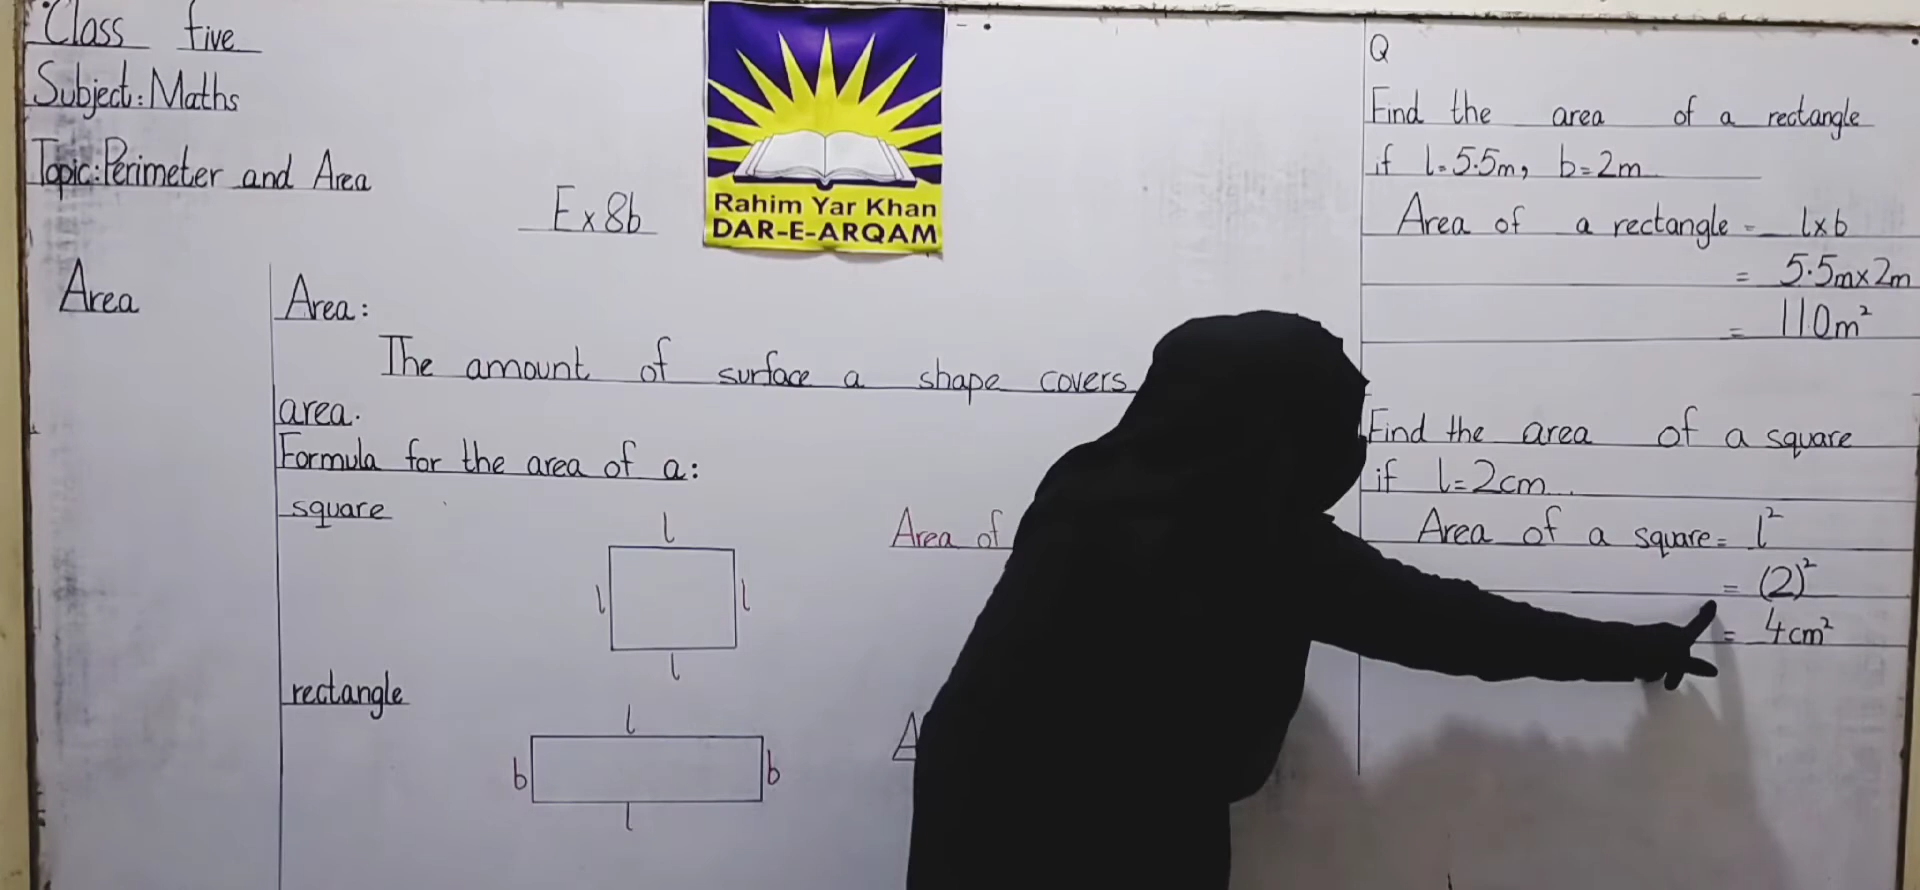 Class five
Subject: Maths
Topic: Perimeter and Area
Ex 8b
Rahim Yar Khan
DAR-E-ARQAM
Area
Area:
The amount of surface a shape covers
area.
Formula for the area of a:
square
l
l
l
l
Area of
rectangle
l
b
b
l
A
Q
Find the area of a rectangle
if l=5.5m, b=2m
Area of a rectangle = l×b
= 5.5m×2m
= 11.0m²
Find the area of a square
if l=2cm.
Area of a square = l²
= (2)²
= 4cm²